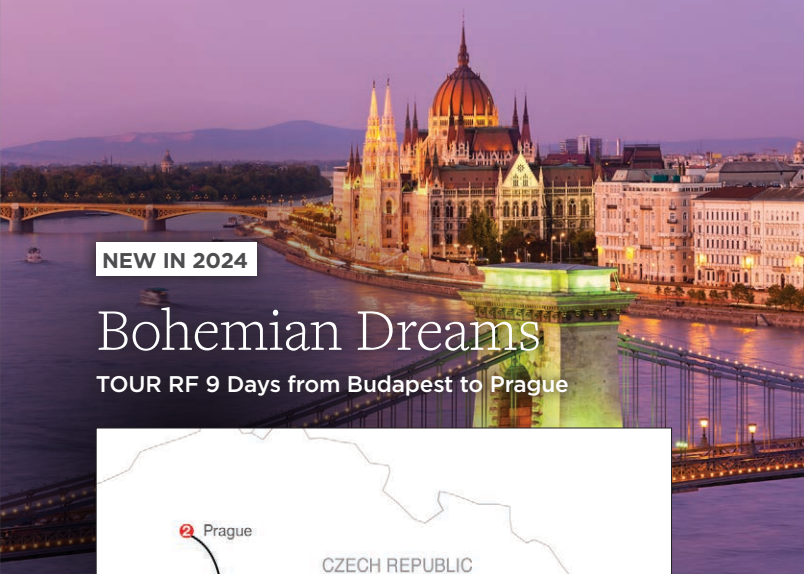 NEW IN 2024
Bohemian Dreams
TOUR RF 9 Days from Budapest to Prague
2 Prague
CZECH REPUBLIC